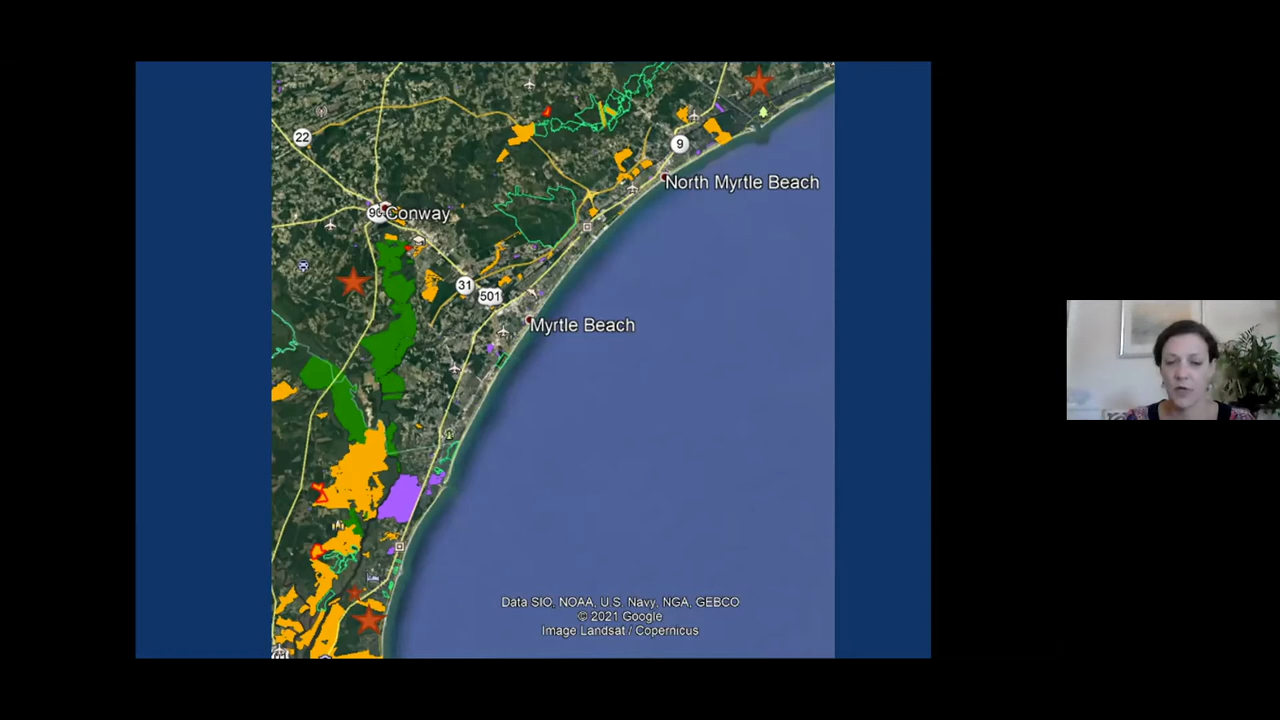 22
9
North Myrtle Beach
Conway
31
501
Myrtle Beach
Data SIO, NOAA, U.S. Navy, NGA, GEBCO
© 2021 Google
Image Landsat / Copernicus